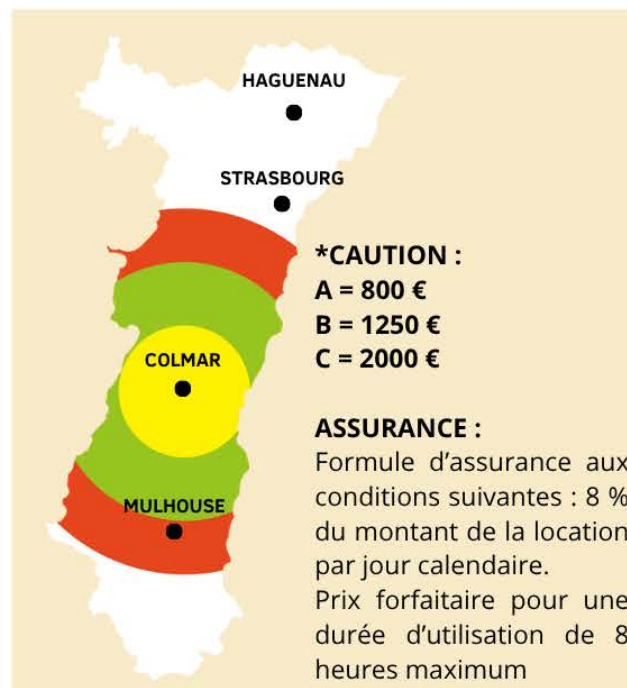 HAGUENAU
STRASBOURG
*CAUTION :
A = 800 €
B = 1250 €
C = 2000 €
COLMAR
ASSURANCE :
Formule d’assurance aux
conditions suivantes : 8 %
du montant de la location
par jour calendaire.
Prix forfaitaire pour une
durée d’utilisation de 8
heures maximum
MULHOUSE